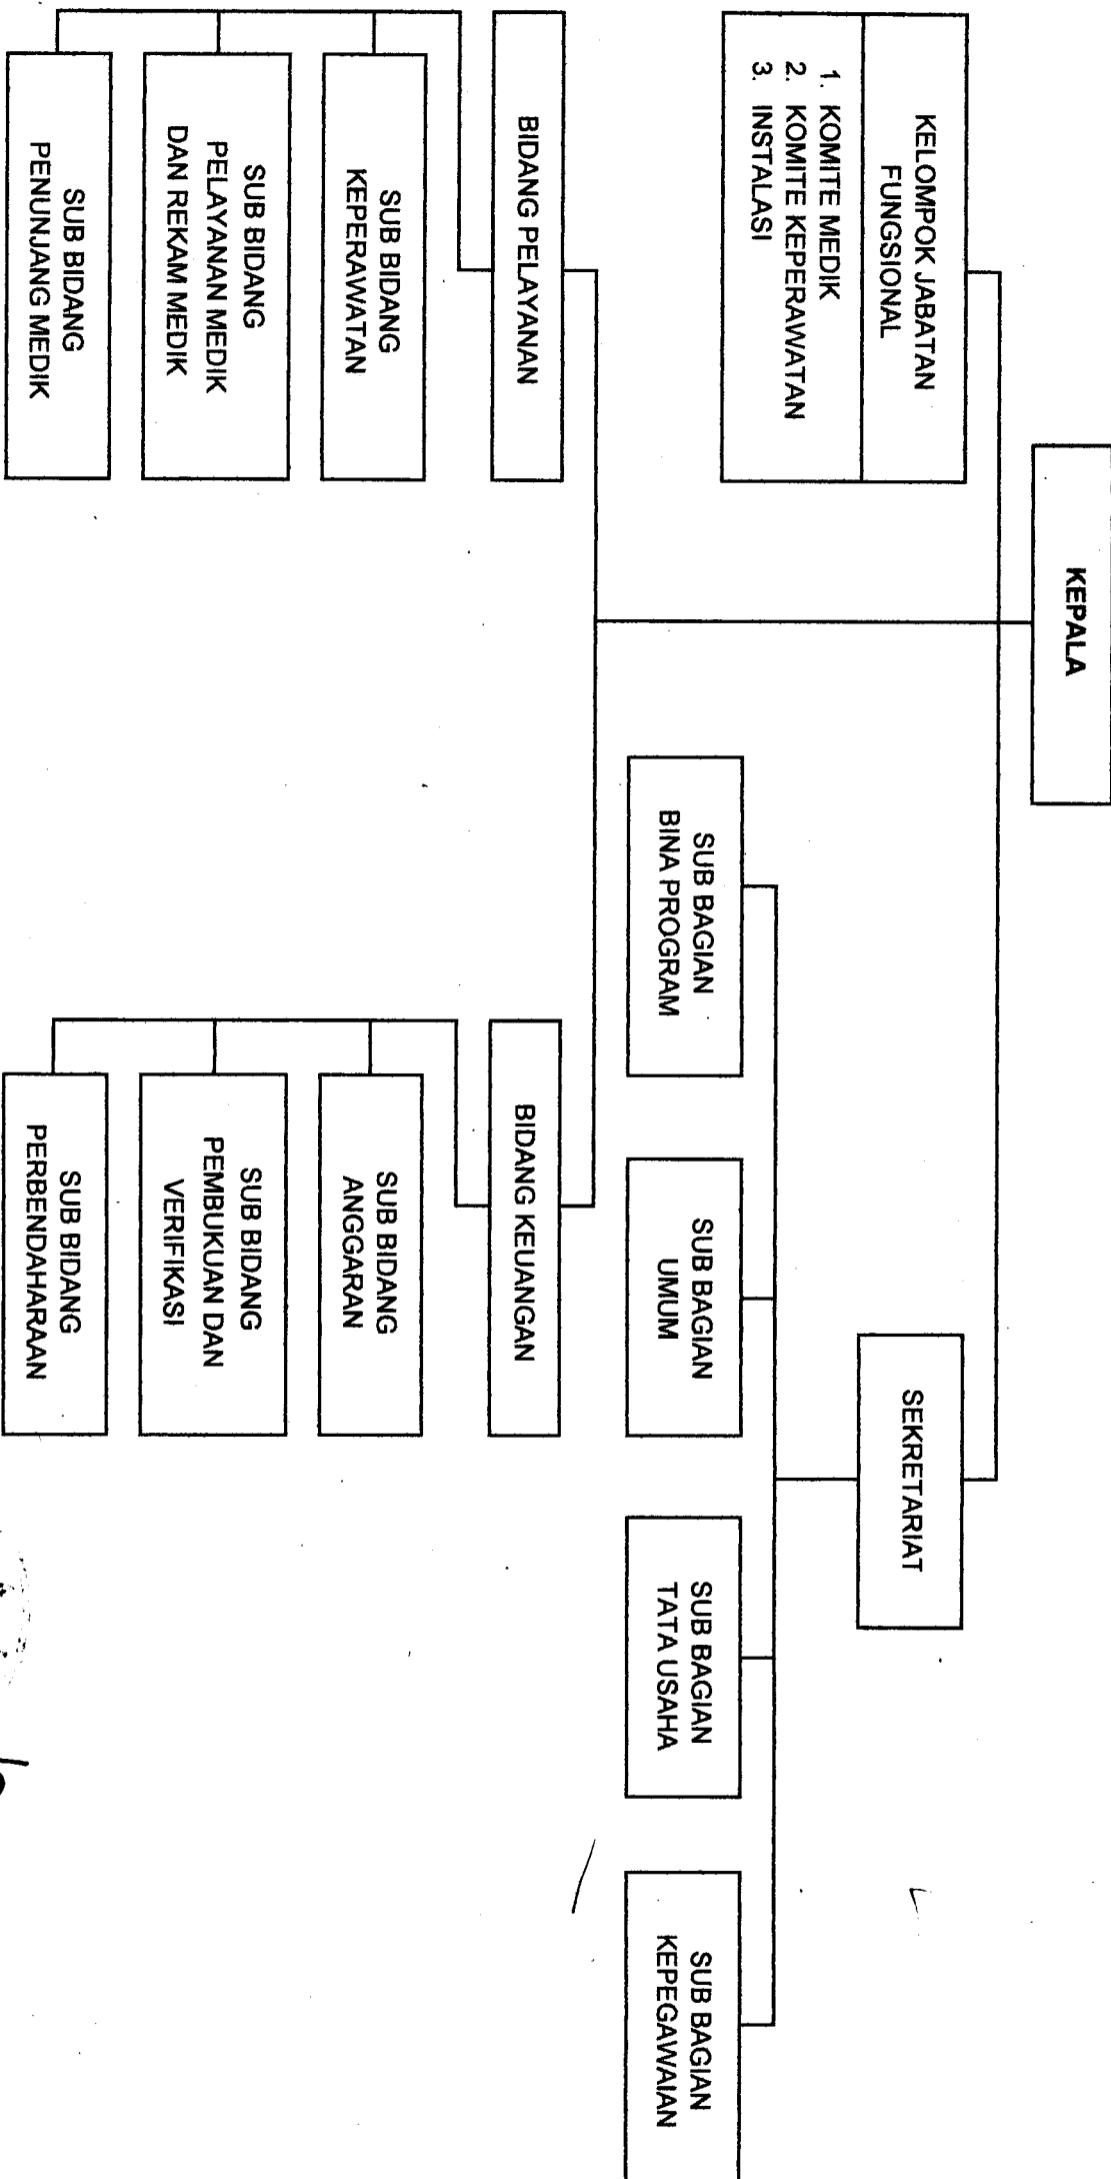 KEPALA
KELOMPOK JABATAN
FUNGSIONAL
1. KOMITE MEDIK
2. KOMITE KEPERAWATAN
3. INSTALASI
SEKRETARIAT
SUB BAGIAN
BINA PROGRAM
SUB BAGIAN
UMUM
SUB BAGIAN
TATA USAHA
SUB BAGIAN
KEPEGAWAIAN
BIDANG PELAYANAN
SUB BIDANG
KEPERAWATAN
SUB BIDANG
PELAYANAN MEDIK
DAN REKAM MEDIK
SUB BIDANG
PENUNJANG MEDIK
BIDANG KEUANGAN
SUB BIDANG
ANGGARAN
SUB BIDANG
PEMBUKUAN DAN
VERIFIKASI
SUB BIDANG
PERBENDAHARAAN